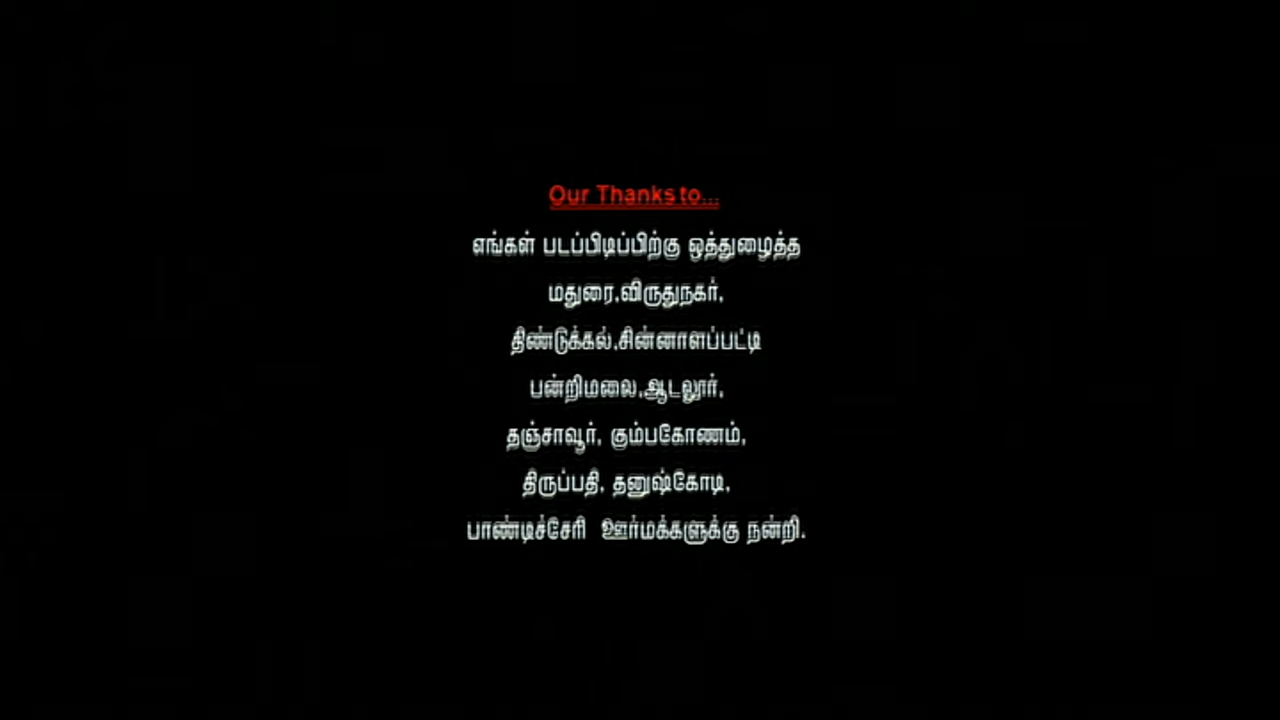 Our Thanks to...
எங்கள் படப்பிடிப்பிற்கு ஒத்துழைத்த
மதுரை,விருதுநகர்,
திண்டுக்கல்,சின்னாளப்பட்டி
பன்றிமலை,ஆடலூர்,
தஞ்சாவூர், கும்பகோணம்,
திருப்பதி, தனுஷ்கோடி,
பாண்டிச்சேரி ஊர்மக்களுக்கு நன்றி.